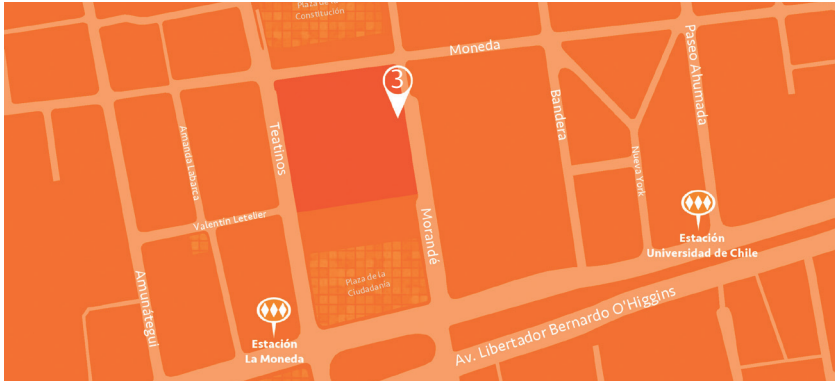 Plaza de la
Constitución
Moneda
3
Paseo Ahumada
Bandera
Teatinos
Amanda Labarca
Nueva York
Valentín Letelier
Morandé
Estación
Universidad de Chile
Plaza de la
Ciudadanía
Amunátegui
Estación
La Moneda
Av. Libertador Bernardo O'Higgins